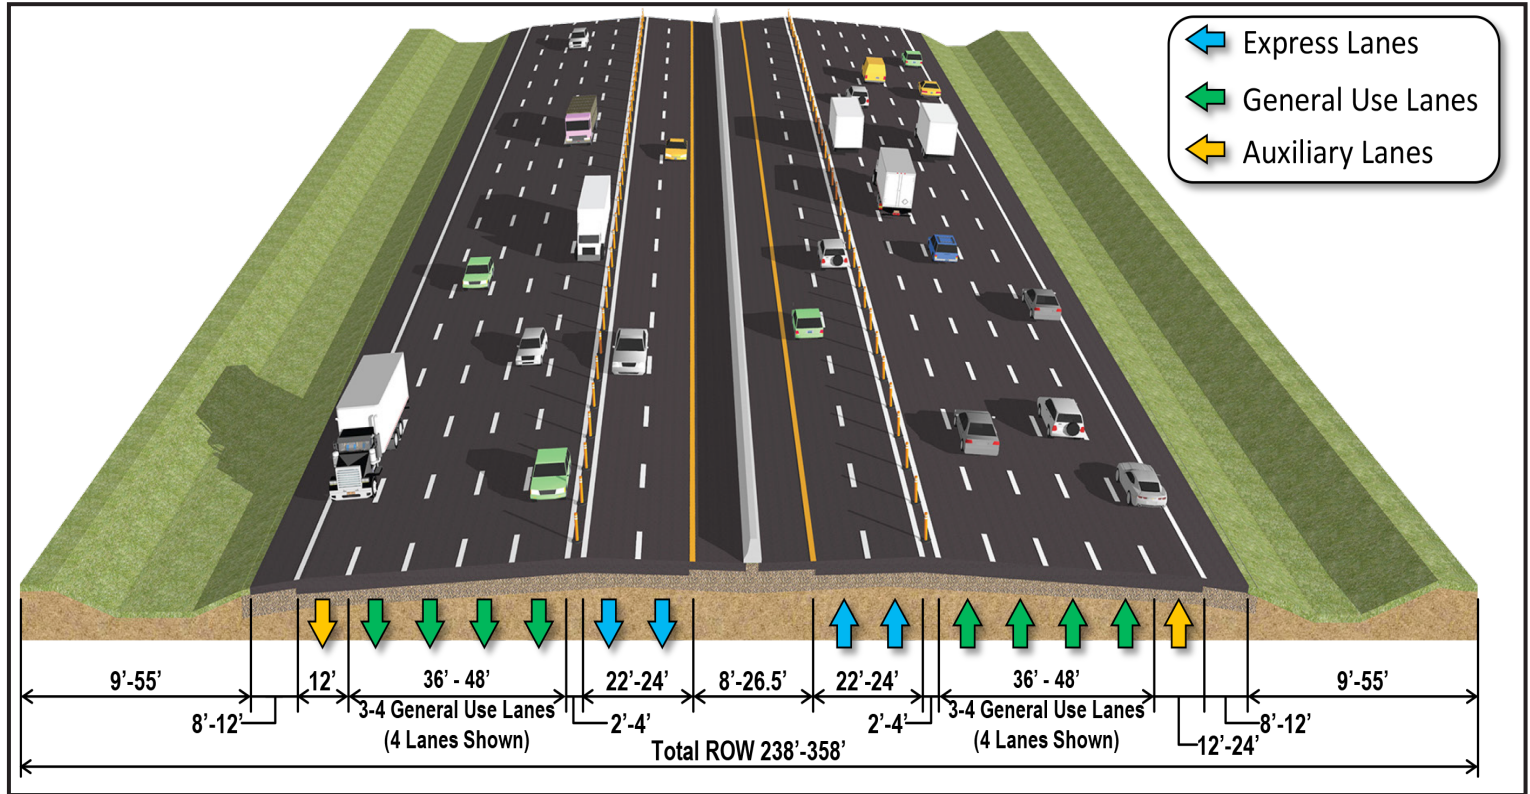 Express Lanes
General Use Lanes
Auxiliary Lanes
9’-55’
8’-12’
12’
36’ - 48’
3-4 General Use Lanes
(4 Lanes Shown)
2’-4’
22’-24’
8’-26.5’
22’-24’
2’-4’
36’ - 48’
3-4 General Use Lanes
(4 Lanes Shown)
12’-24’
8’-12’
9’-55’
Total ROW 238’-358’